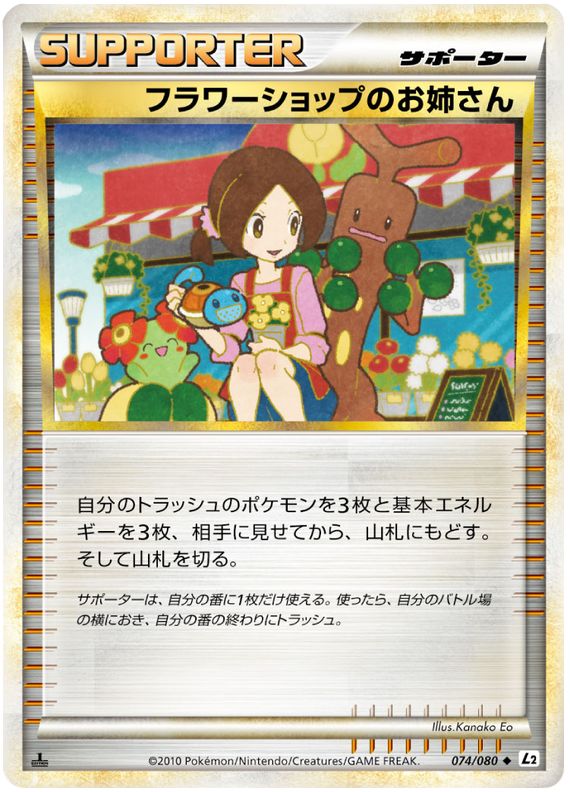 SUPPORTER サポーター
フラワーショップのお姉さん
自分のトラッシュのポケモンを3枚と基本エネル
ギーを3枚、相手に見せてから、山札にもどす。
そして山札を切る。
サポーターは、自分の番に1枚だけ使える。使ったら、自分のバトル場
の横におき、自分の番の終わりにトラッシュ。
Illus.Kanako Eo
1 EDITION ©2010 Pokémon/Nintendo/Creatures/GAME FREAK. 074/080 ◆ L2